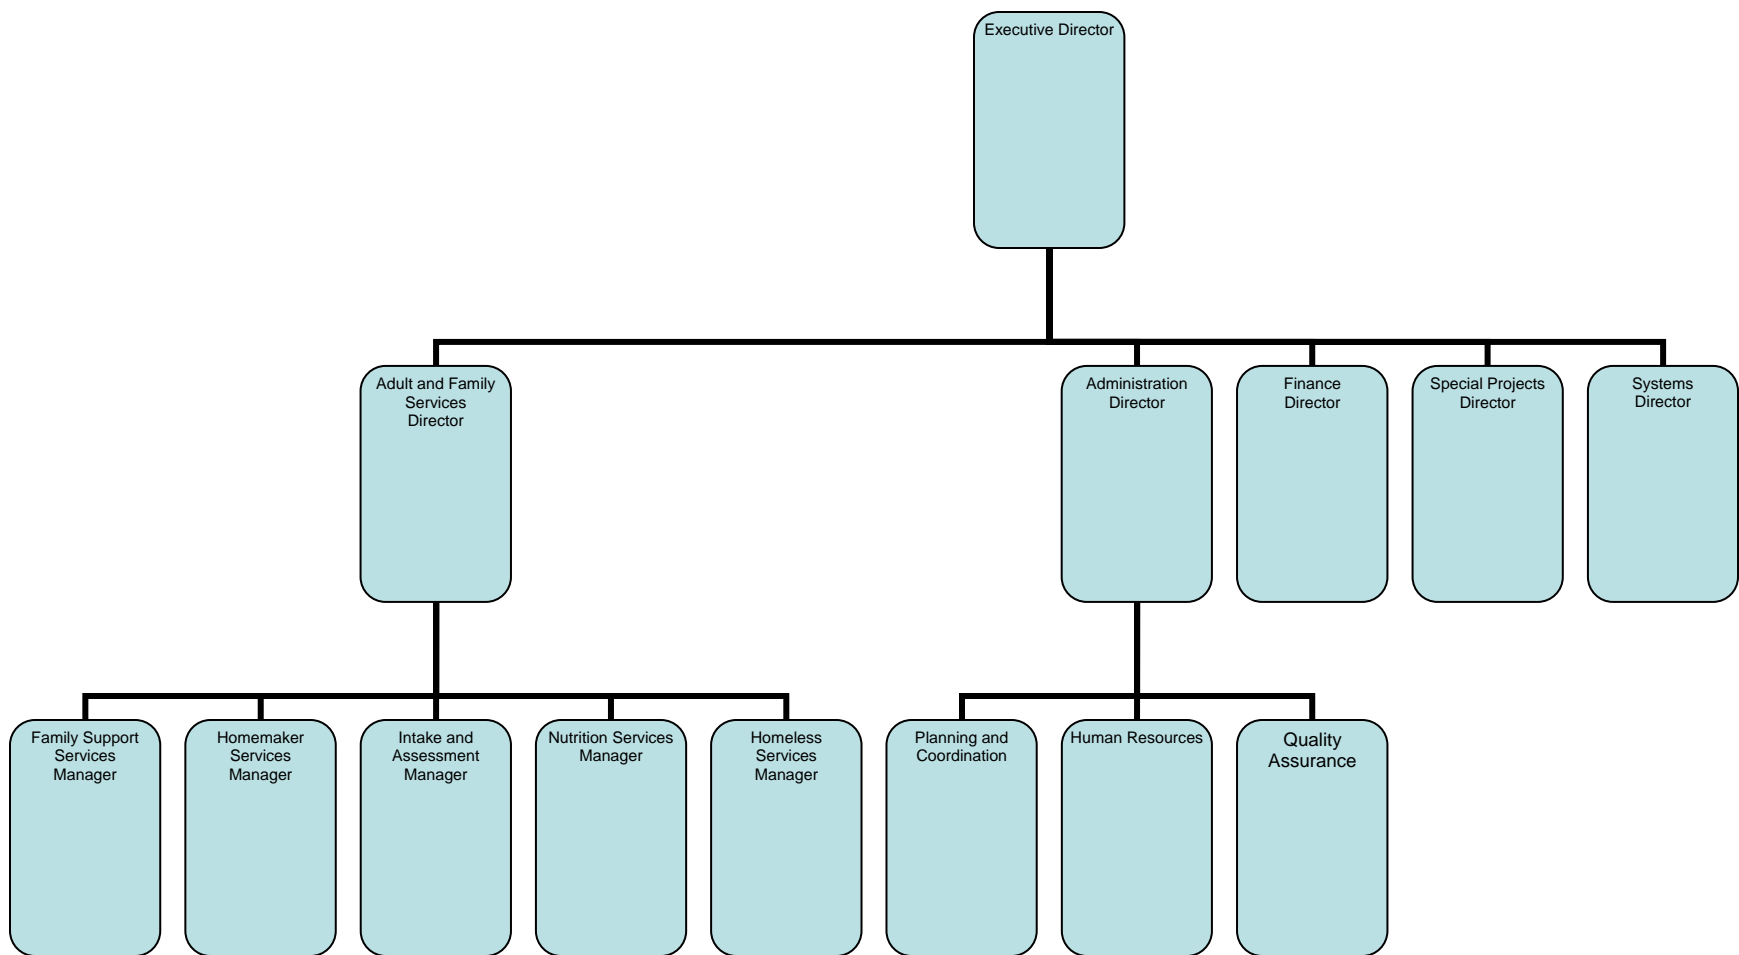 Executive Director
Adult and Family
Services
Director
Administration
Director
Finance
Director
Special Projects
Director
Systems
Director
Family Support
Services
Manager
Homemaker
Services
Manager
Intake and
Assessment
Manager
Nutrition Services
Manager
Homeless
Services
Manager
Planning and
Coordination
Human Resources
Quality
Assurance